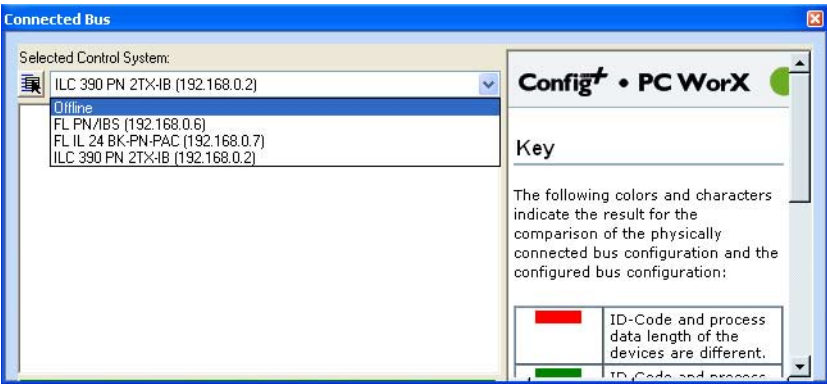 Connected Bus
Selected Control System:
ILC 390 PN 2TX-IB (192.168.0.2)
Offline
FL PN/IBS (192.168.0.6)
FL IL 24 BK-PN-PAC (192.168.0.7)
ILC 390 PN 2TX-IB (192.168.0.2)
Config+ • PC WorX
Key
The following colors and characters
indicate the result for the
comparison of the physically
connected bus configuration and the
configured bus configuration:
ID-Code and process
data length of the
devices are different.
ID-Code and process